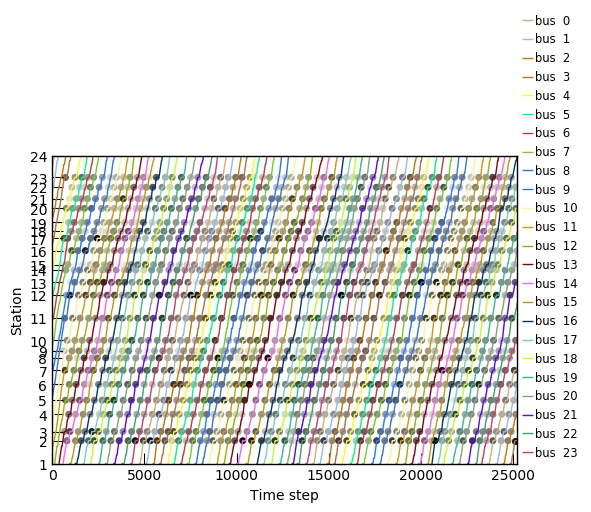 bus 0
bus 1
bus 2
bus 3
bus 4
bus 5
bus 6
bus 7
bus 8
bus 9
bus 10
bus 11
bus 12
bus 13
bus 14
bus 15
bus 16
bus 17
bus 18
bus 19
bus 20
bus 21
bus 22
bus 23
24
23
22
21
20
19
18
17
16
15
14
13
12
11
10
9
8
7
6
5
4
3
2
1
Station
0 5000 10000 15000 20000 25000
Time step